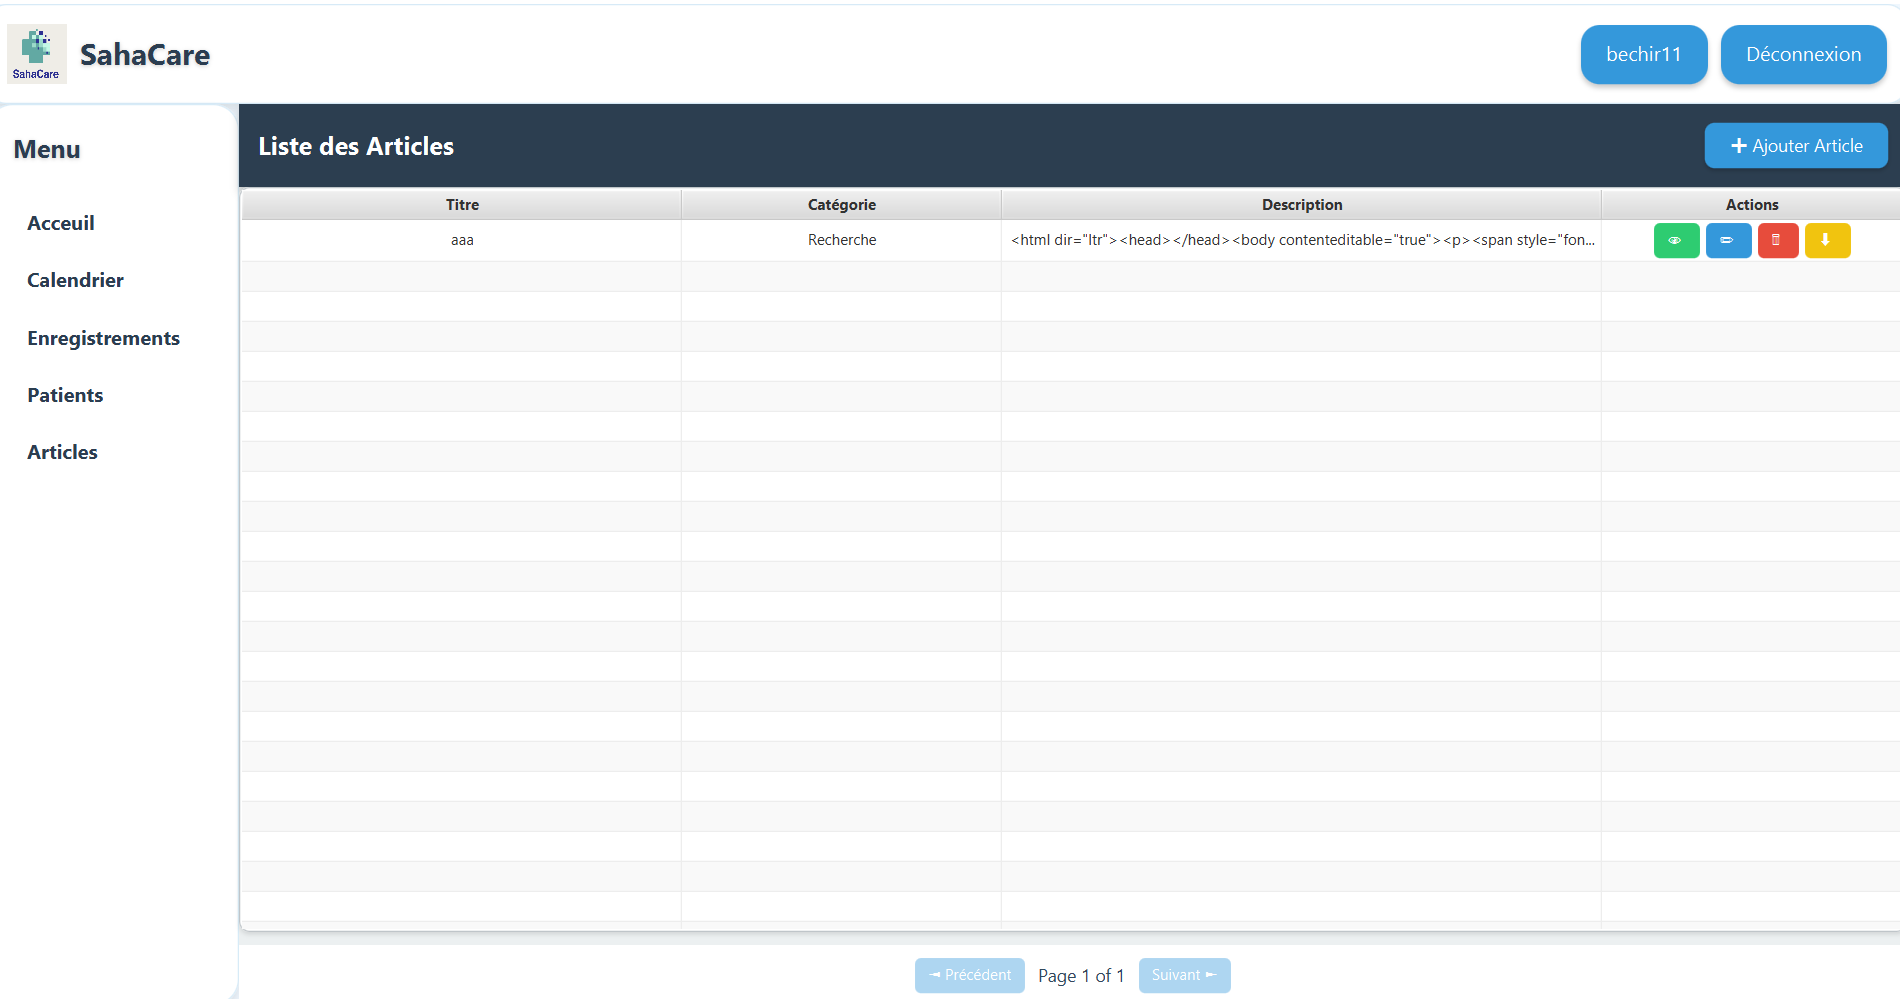 SahaCare
SahaCare
bechir11
Déconnexion
Menu
Acceuil
Calendrier
Enregistrements
Patients
Articles
Liste des Articles
+ Ajouter Article
Titre Catégorie Description Actions
aaa Recherche <html dir="ltr"><head></head><body contenteditable="true"><p><span style="fon...
Précédent Page 1 of 1 Suivant